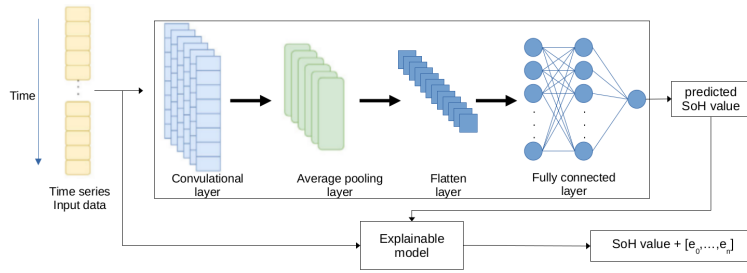 Time
Time series
Input data
Convulational
layer
Average pooling
layer
Flatten
layer
Fully connected
layer
predicted
SoH value
Explainable
model
SoH value + [e₀,...,eₙ]